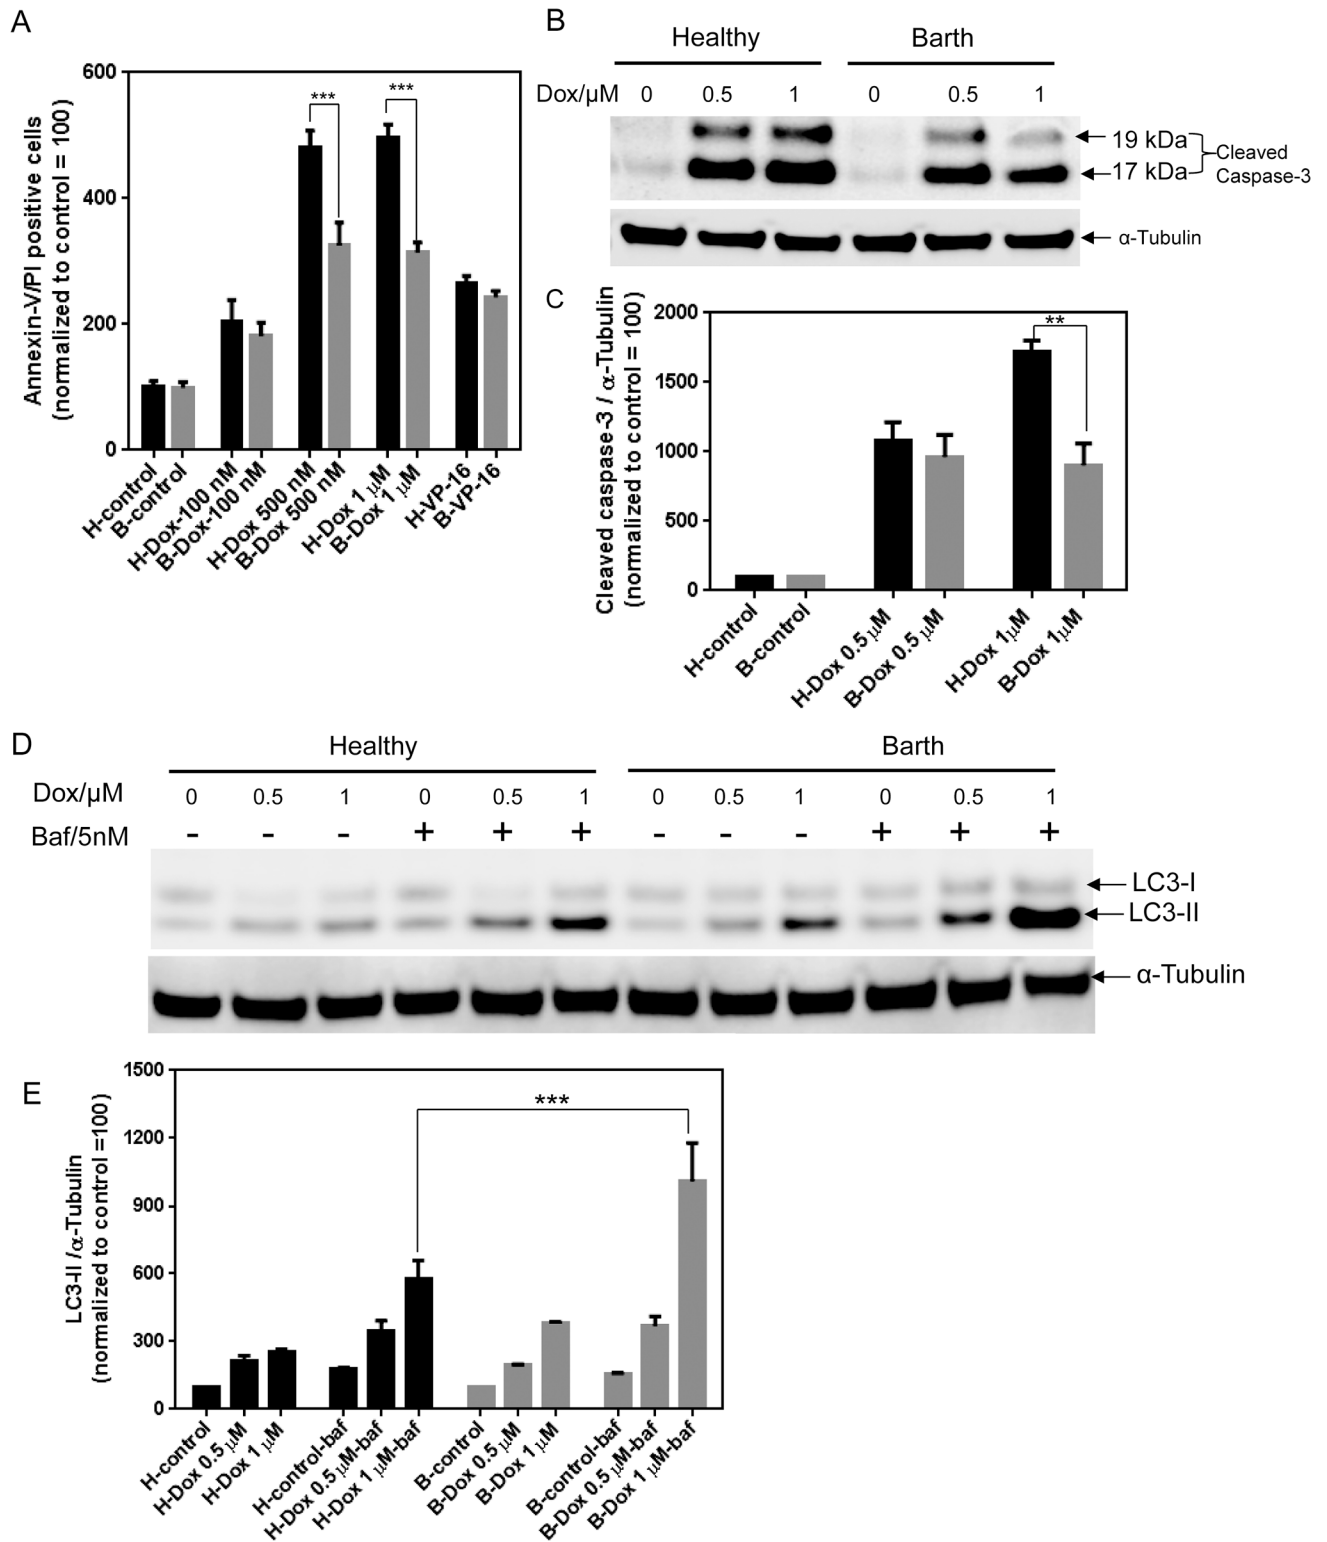 A
Annexin-V/PI positive cells
(normalized to control = 100)
600
400
200
0
***
***
H-control
B-control
H-Dox-100 nM
B-Dox-100 nM
H-Dox 500 nM
B-Dox 500 nM
H-Dox 1 μM
B-Dox 1 μM
H-VP-16
B-VP-16
B
Healthy Barth
Dox/μM 0 0.5 1 0 0.5 1
19 kDa
17 kDa
Cleaved
Caspase-3
α-Tubulin
C
Cleaved caspase-3 / α-Tubulin
(normalized to control = 100)
2000
1500
1000
500
0
**
H-control
B-control
H-Dox 0.5 μM
B-Dox 0.5 μM
H-Dox 1μM
B-Dox 1μM
D
Healthy Barth
Dox/μM 0 0.5 1 0 0.5 1 0 0.5 1 0 0.5 1
Baf/5nM - - - + + + - - - + + +
LC3-I
LC3-II
α-Tubulin
E
LC3-II /α-Tubulin
(normalized to control =100)
1500
1200
900
600
300
0
***
H-control
H-Dox 0.5 μM
H-Dox 1 μM
H-control-baf
H-Dox 0.5 μM-baf
H-Dox 1 μM-baf
B-control
B-Dox 0.5 μM
B-Dox 1 μM
B-control-baf
B-Dox 0.5 μM-baf
B-Dox 1 μM-baf